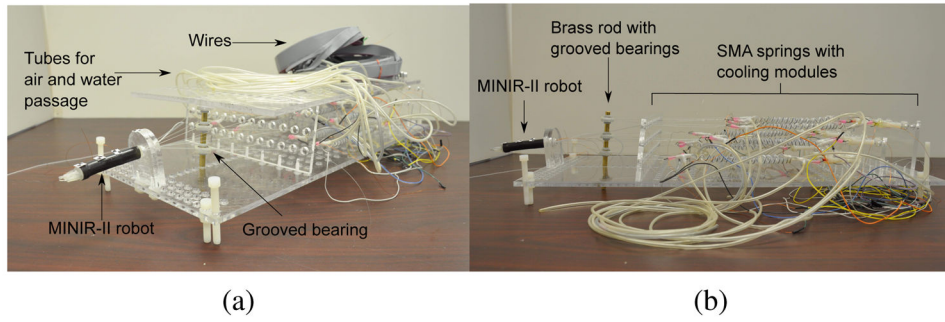 Tubes for
air and water
passage
Wires
MINIR-II robot
Grooved bearing
(a)
Brass rod with
grooved bearings
SMA springs with
cooling modules
MINIR-II robot
(b)